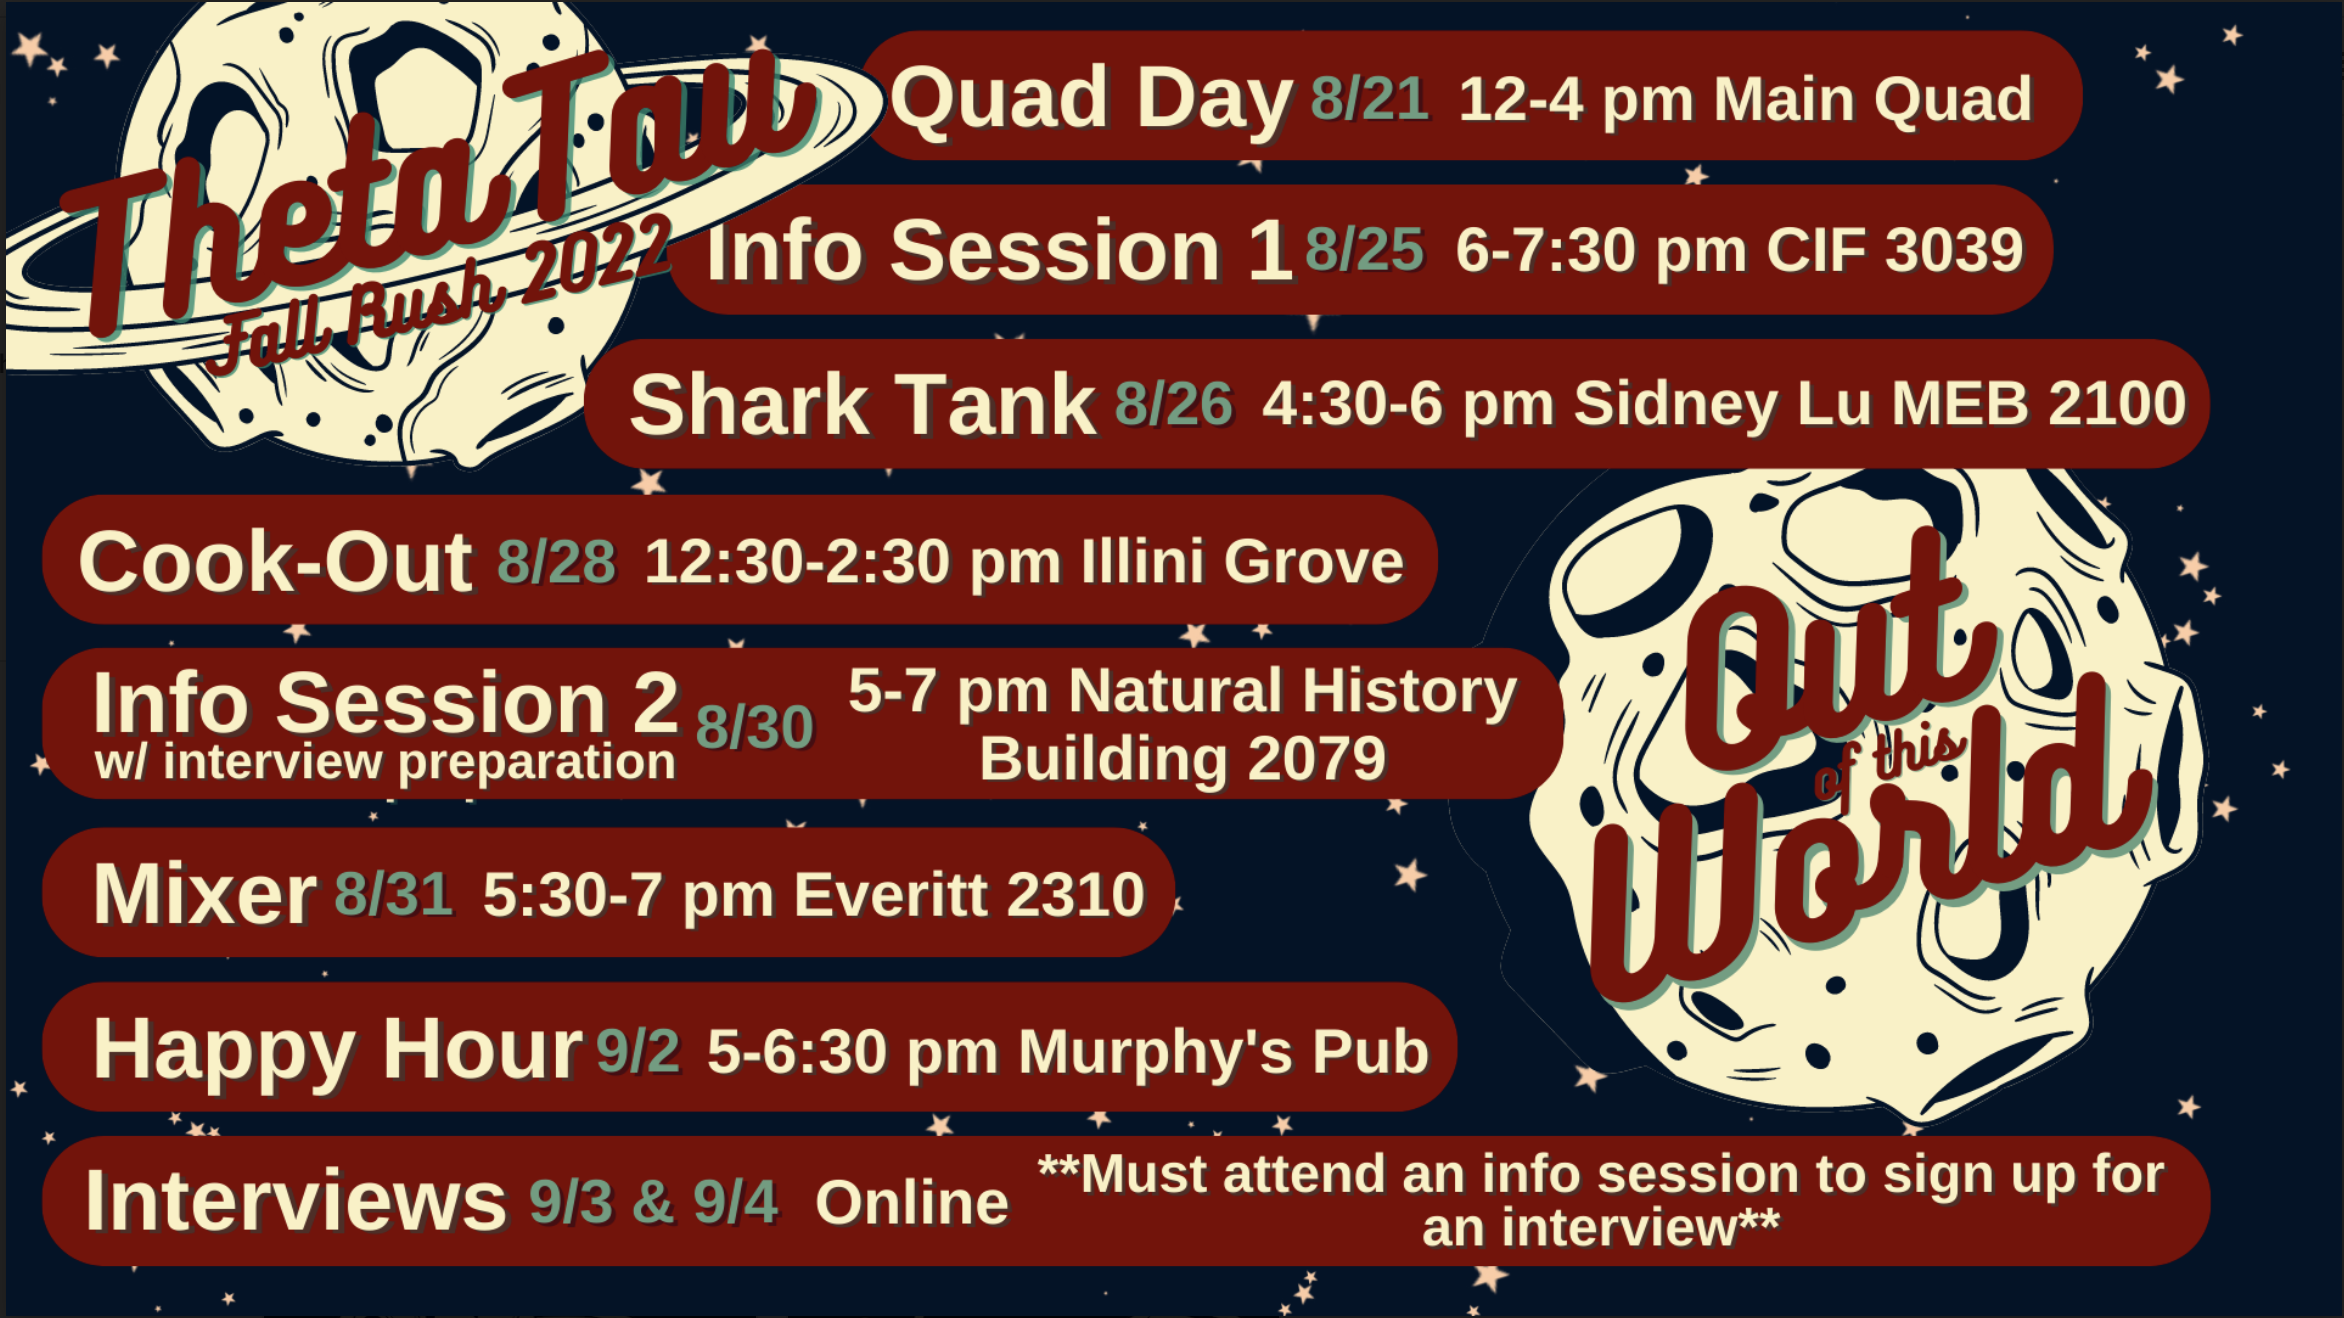 Theta Tau
Fall Rush 2022
Quad Day 8/21 12-4 pm Main Quad
Info Session 1 8/25 6-7:30 pm CIF 3039
Shark Tank 8/26 4:30-6 pm Sidney Lu MEB 2100
Cook-Out 8/28 12:30-2:30 pm Illini Grove
Info Session 2
w/ interview preparation
8/30
5-7 pm Natural History
Building 2079
Out
of this
World
Mixer 8/31 5:30-7 pm Everitt 2310
Happy Hour 9/2 5-6:30 pm Murphy's Pub
Interviews 9/3 & 9/4 Online
**Must attend an info session to sign up for
an interview**